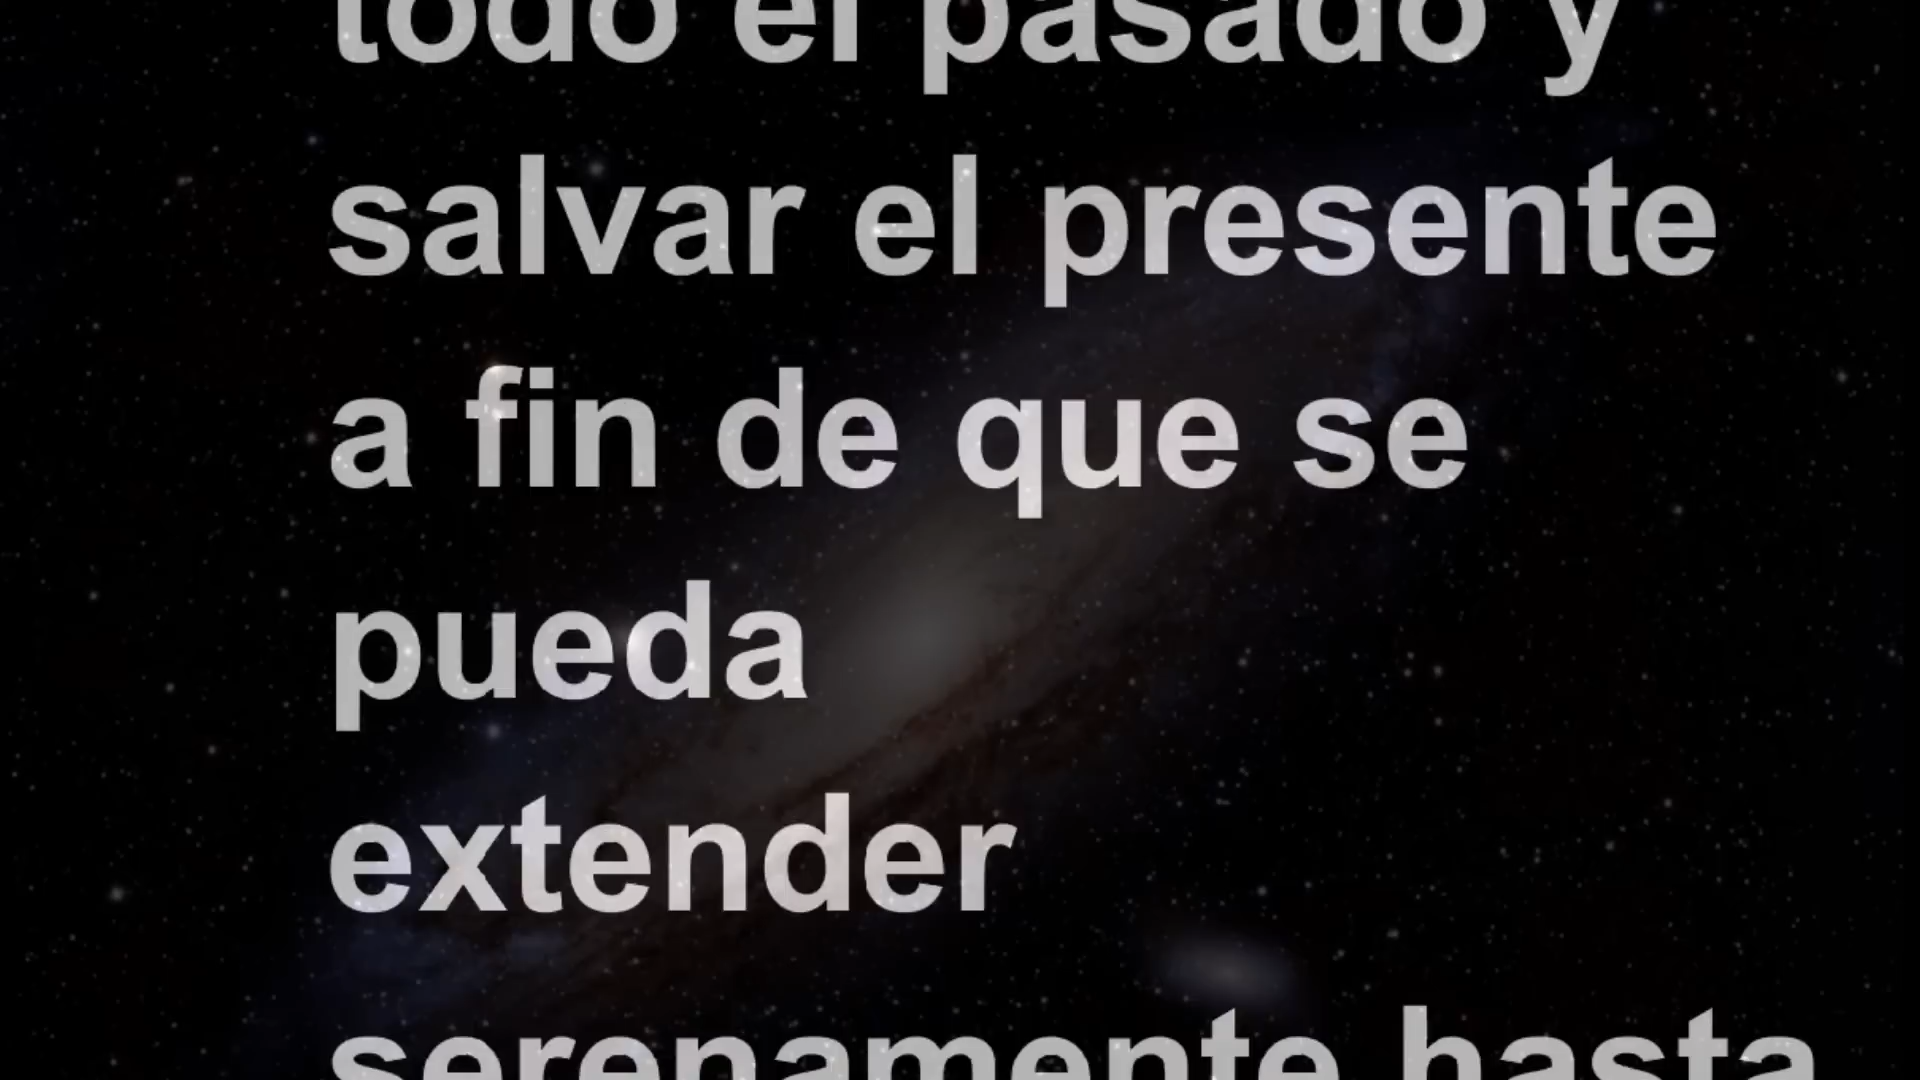 todo el pasado y
salvar el presente
a fin de que se
pueda
extender
serenamente hasta